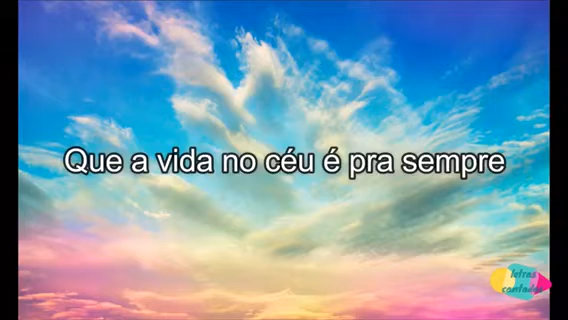 Que a vida no céu é pra sempre
letras
cantadas